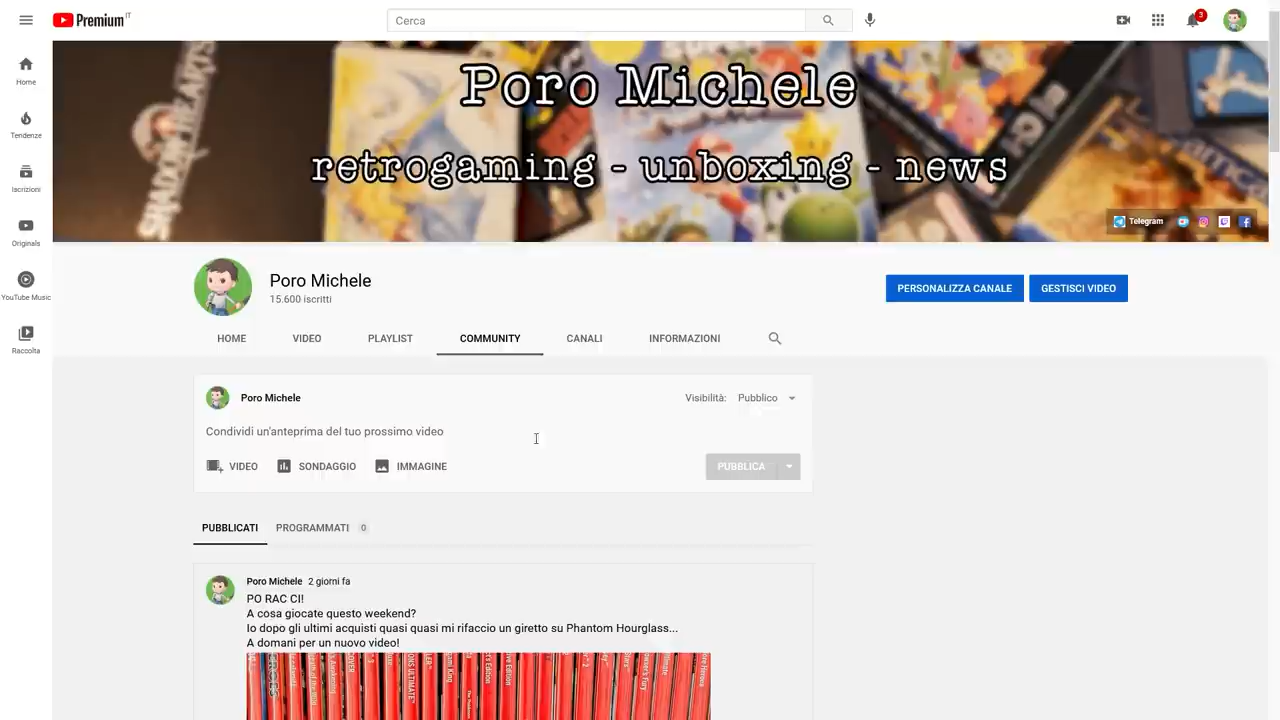 Premium IT
Cerca
3
Home
Tendenze
Iscrizioni
Originals
YouTube Music
Raccolta
Poro Michele
retrogaming - unboxing - news
Telegram
Poro Michele
15.600 iscritti
PERSONALIZZA CANALE
GESTISCI VIDEO
HOME
VIDEO
PLAYLIST
COMMUNITY
CANALI
INFORMAZIONI
Poro Michele
Visibilità: Pubblico
Condividi un'anteprima del tuo prossimo video
VIDEO
SONDAGGIO
IMMAGINE
PUBBLICA
PUBBLICATI
PROGRAMMATI 0
Poro Michele 2 giorni fa
PO RAC CI!
A cosa giocate questo weekend?
Io dopo gli ultimi acquisti quasi quasi mi rifaccio un giretto su Phantom Hourglass...
A domani per un nuovo video!